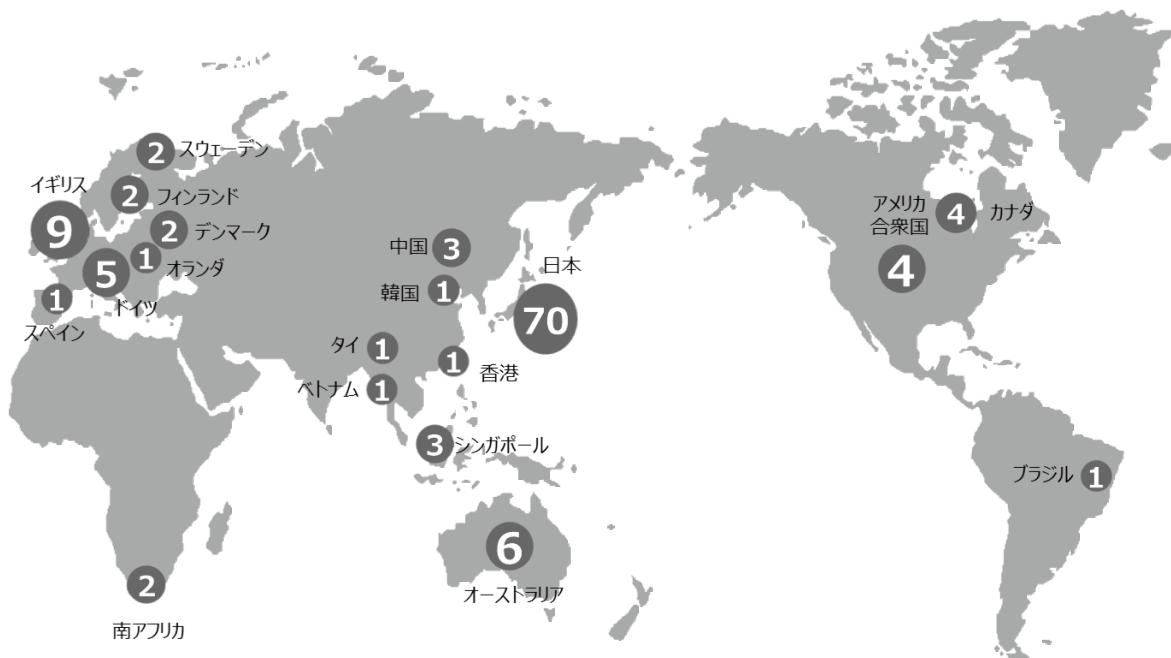 2 スウェーデン
イギリス
2 フィンランド
9
2 デンマーク
1 オランダ
5
ドイツ
1
スペイン
中国 3
日本
韓国 1
70
タイ 1
1 香港
ベトナム 1
3 シンガポール
6
オーストラリア
2
南アフリカ
アメリカ
合衆国
4 カナダ
4
ブラジル 1